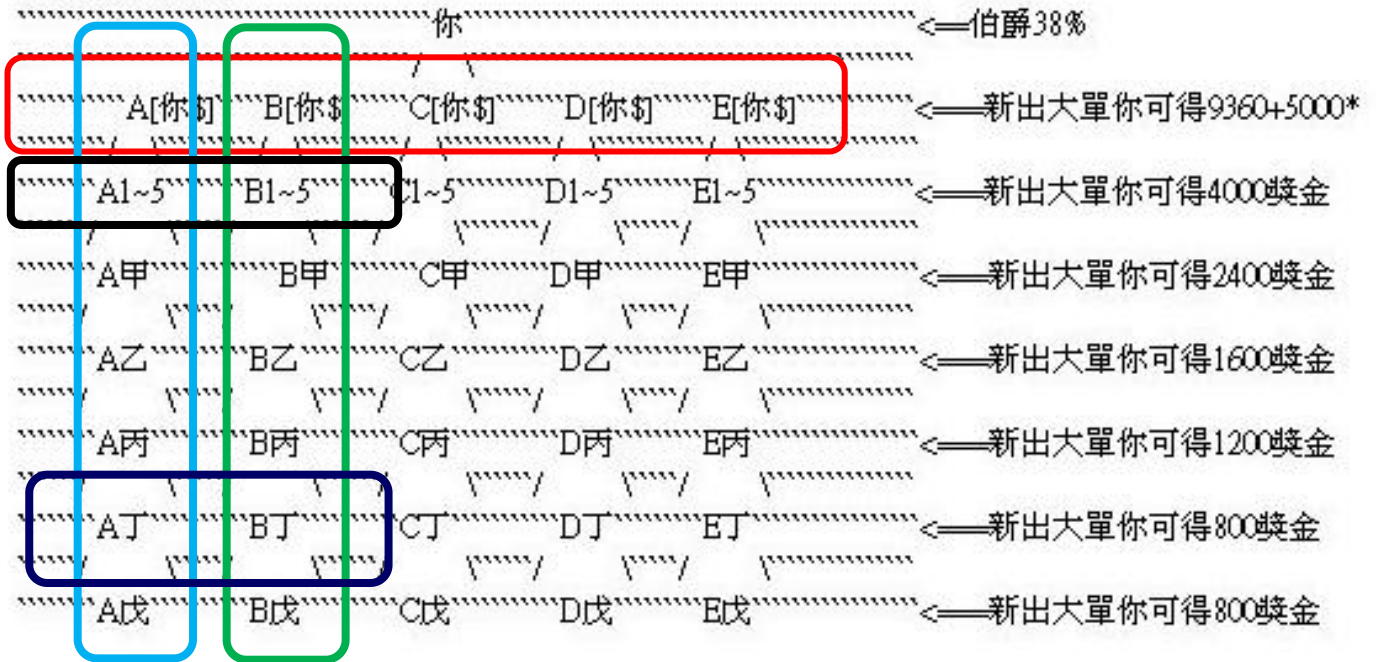 你 <══伯爵38%
A[你$] B[你$ C[你$] D[你$] E[你$] <══新出大單你可得9360+5000*
A1~5 B1~5 C1~5 D1~5 E1~5 <══新出大單你可得4000獎金
A甲 B甲 C甲 D甲 E甲 <══新出大單你可得2400獎金
A乙 B乙 C乙 D乙 E乙 <══新出大單你可得1600獎金
A丙 B丙 C丙 D丙 E丙 <══新出大單你可得1200獎金
A丁 B丁 C丁 D丁 E丁 <══新出大單你可得800獎金
A戊 B戊 C戊 D戊 E戊 <══新出大單你可得800獎金